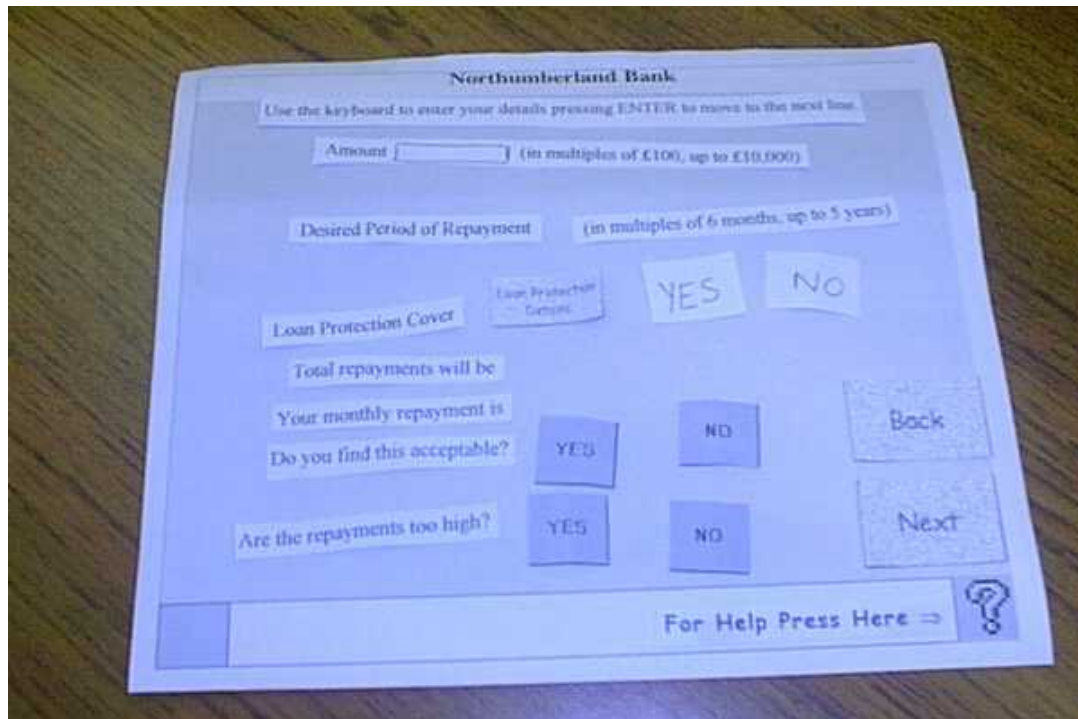 Northumberland Bank
Use the keyboard to enter your details pressing ENTER to move to the next line.
Amount (in multiples of £100, up to £10,000)
Desired Period of Repayment (in multiples of 6 months, up to 5 years)
Loan Protection
Loan Protection Cover YES NO
Total repayments will be
Your monthly repayment is
Do you find this acceptable? YES NO Back
Are the repayments too high? YES NO Next
For Help Press Here ⇒ ?